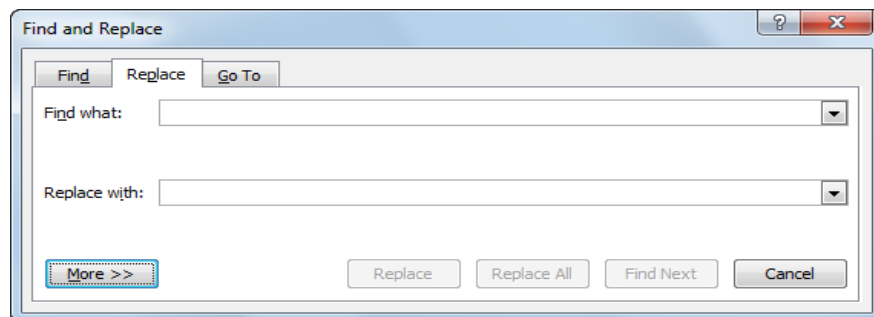 Find and Replace
Find Replace Go To
Find what:
Replace with:
More >> Replace Replace All Find Next Cancel